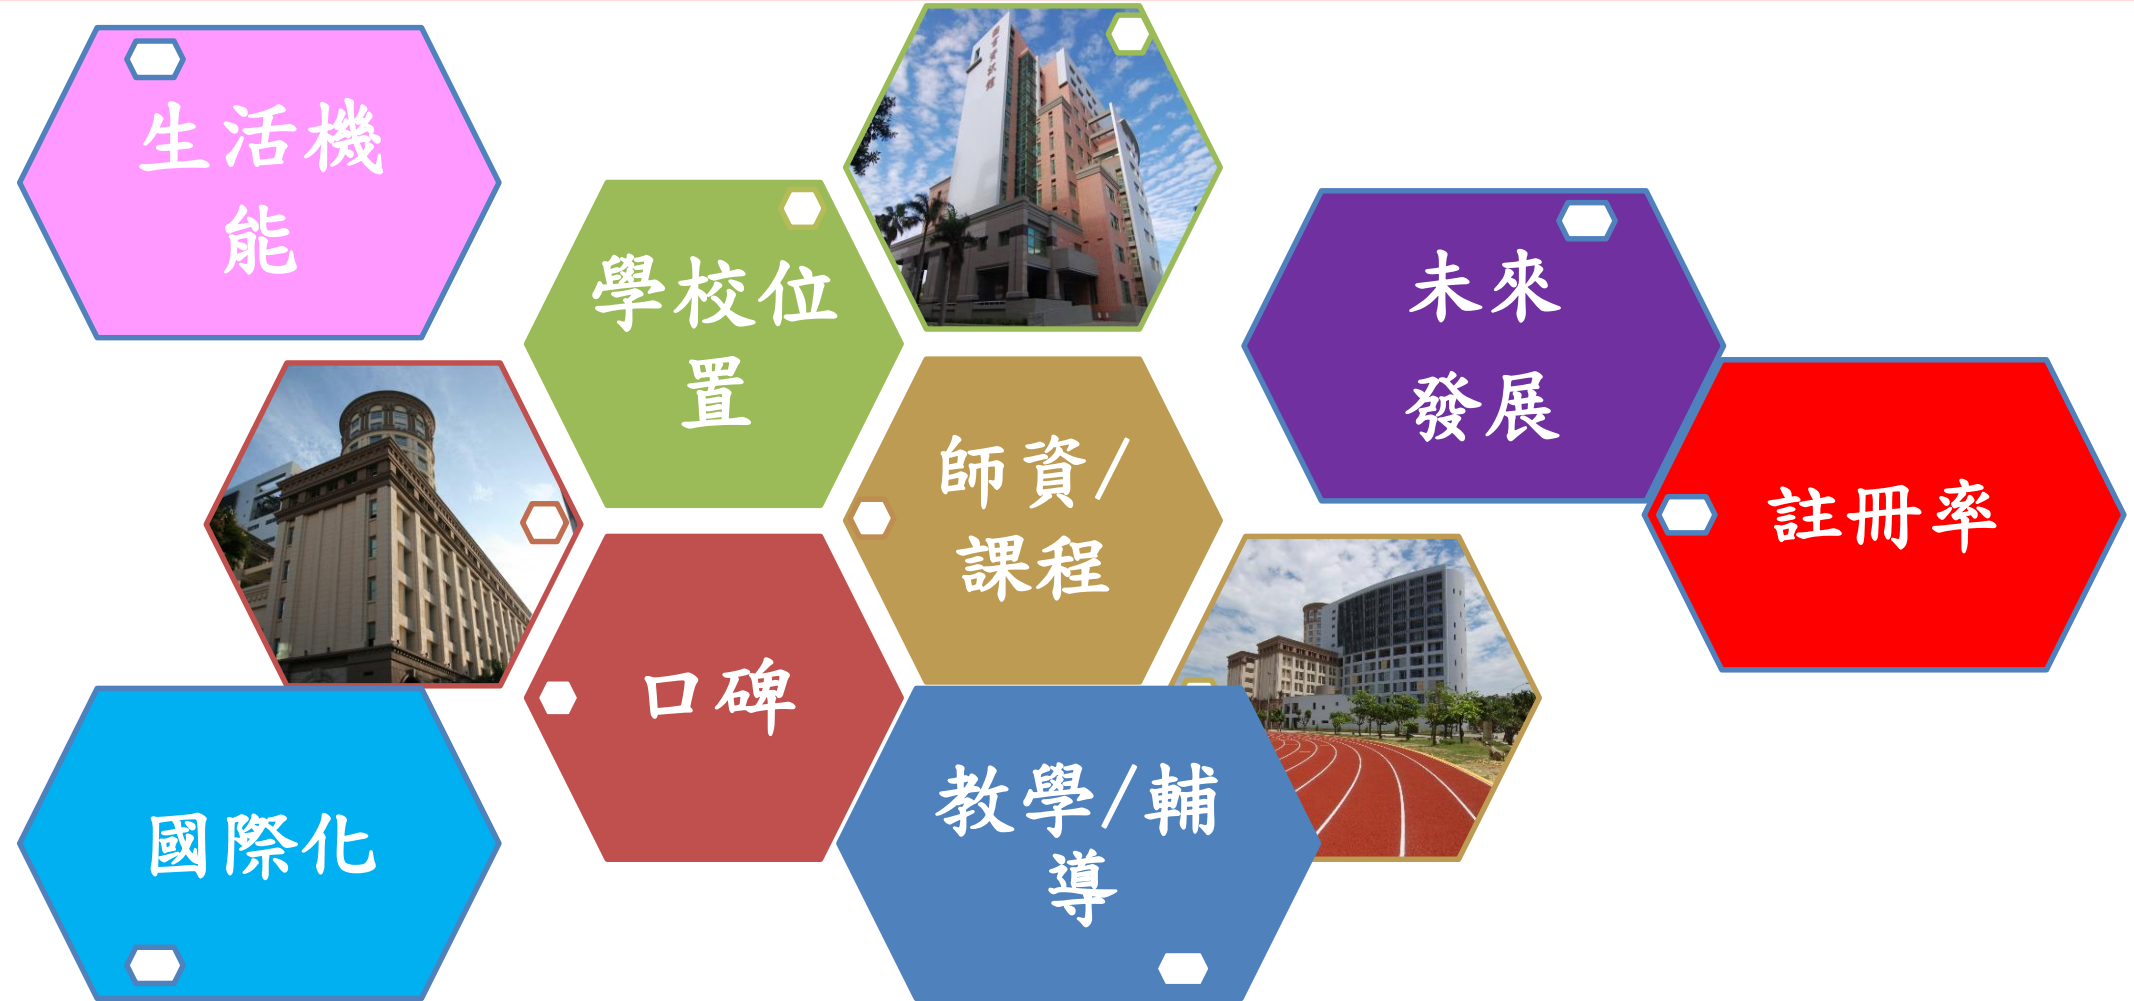 生活機
能
學校位
置
師資/
課程
未來
發展
註冊率
口碑
國際化
教學/輔
導